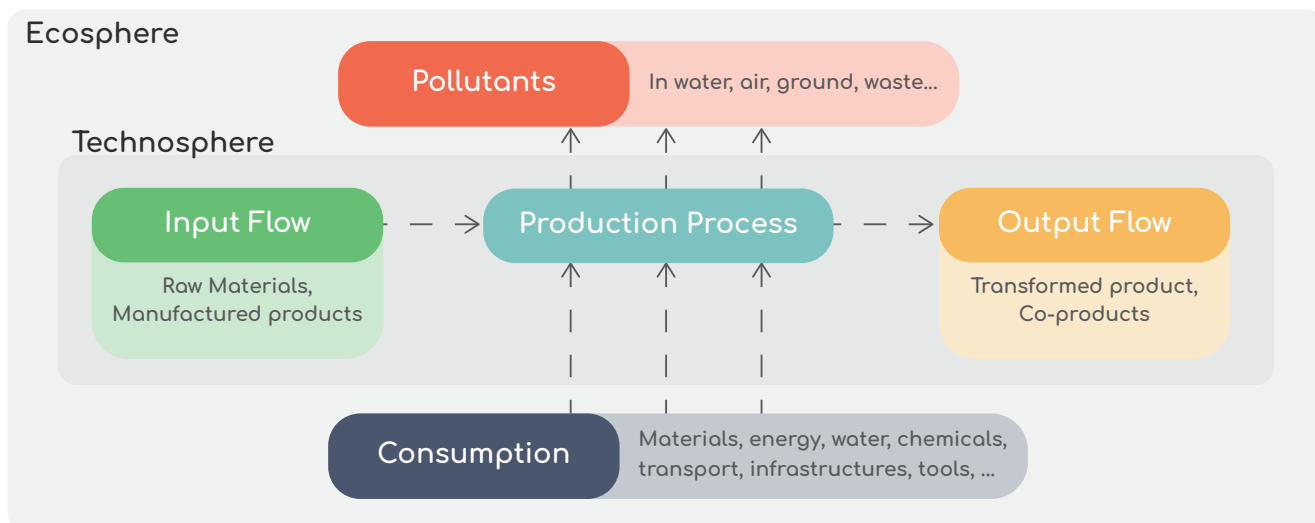 Ecosphere
Pollutants
In water, air, ground, waste...
Technosphere
Input Flow
Raw Materials,
Manufactured products
Production Process
Output Flow
Transformed product,
Co-products
Consumption
Materials, energy, water, chemicals,
transport, infrastructures, tools, ...